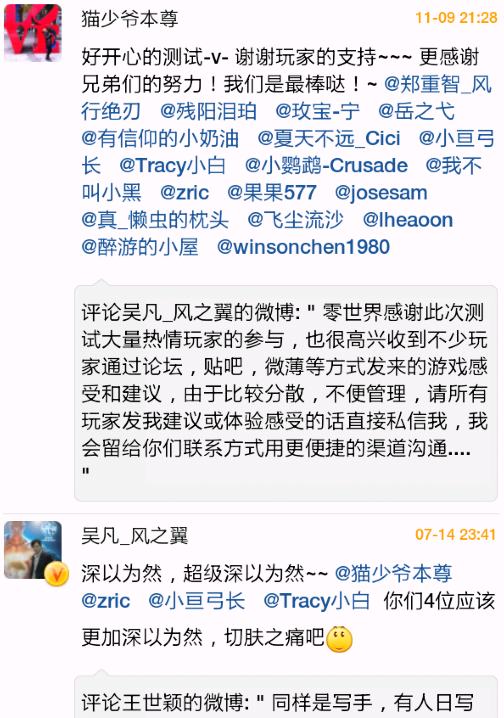 猫少爷本尊 11-09 21:28
好开心的测试-v- 谢谢玩家的支持~~~ 更感谢
兄弟们的努力！我们是最棒哒！~ @郑重智_风
行绝刃 @残阳泪珀 @玫宝-宁 @岳之弋
@有信仰的小奶油 @夏天不远_Cici @小亘弓
长 @Tracy小白 @小鹦鹉-Crusade @我不
叫小黑 @zric @果果577 @josesam
@真_懒虫的枕头 @飞尘流沙 @lheaoon
@醉游的小屋 @winsonchen1980
评论吴凡_风之翼的微博: " 零世界感谢此次测
试大量热情玩家的参与，也很高兴收到不少玩
家通过论坛，贴吧，微薄等方式发来的游戏感
受和建议，由于比较分散，不便管理，请所有
玩家发我建议或体验感受的话直接私信我，我
会留给你们联系方式用更便捷的渠道沟通....
"
吴凡_风之翼 07-14 23:41
深以为然，超级深以为然~~ @猫少爷本尊
@zric @小亘弓长 @Tracy小白 你们4位应该
更加深以为然，切肤之痛吧
评论王世颖的微博: " 同样是写手，有人日写